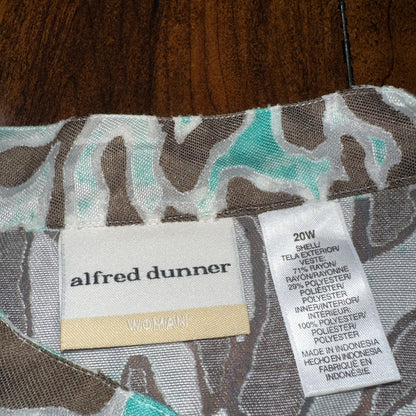 alfred dunner
WOMAN
20W
SHELL/
TELA EXTERIOR/
VESTE:
71% RAYON/
RAYÓN/RAYONNE
29% POLYESTER/
POLIÉSTER/
POLYESTER
INNER/INTERIOR/
INTERIOR:
100% POLYESTER/
POLIÉSTER/
POLYESTER
MADE IN INDONESIA
HECHO EN INDONESIA
FABRIQUÉ EN
INDONÉSIE